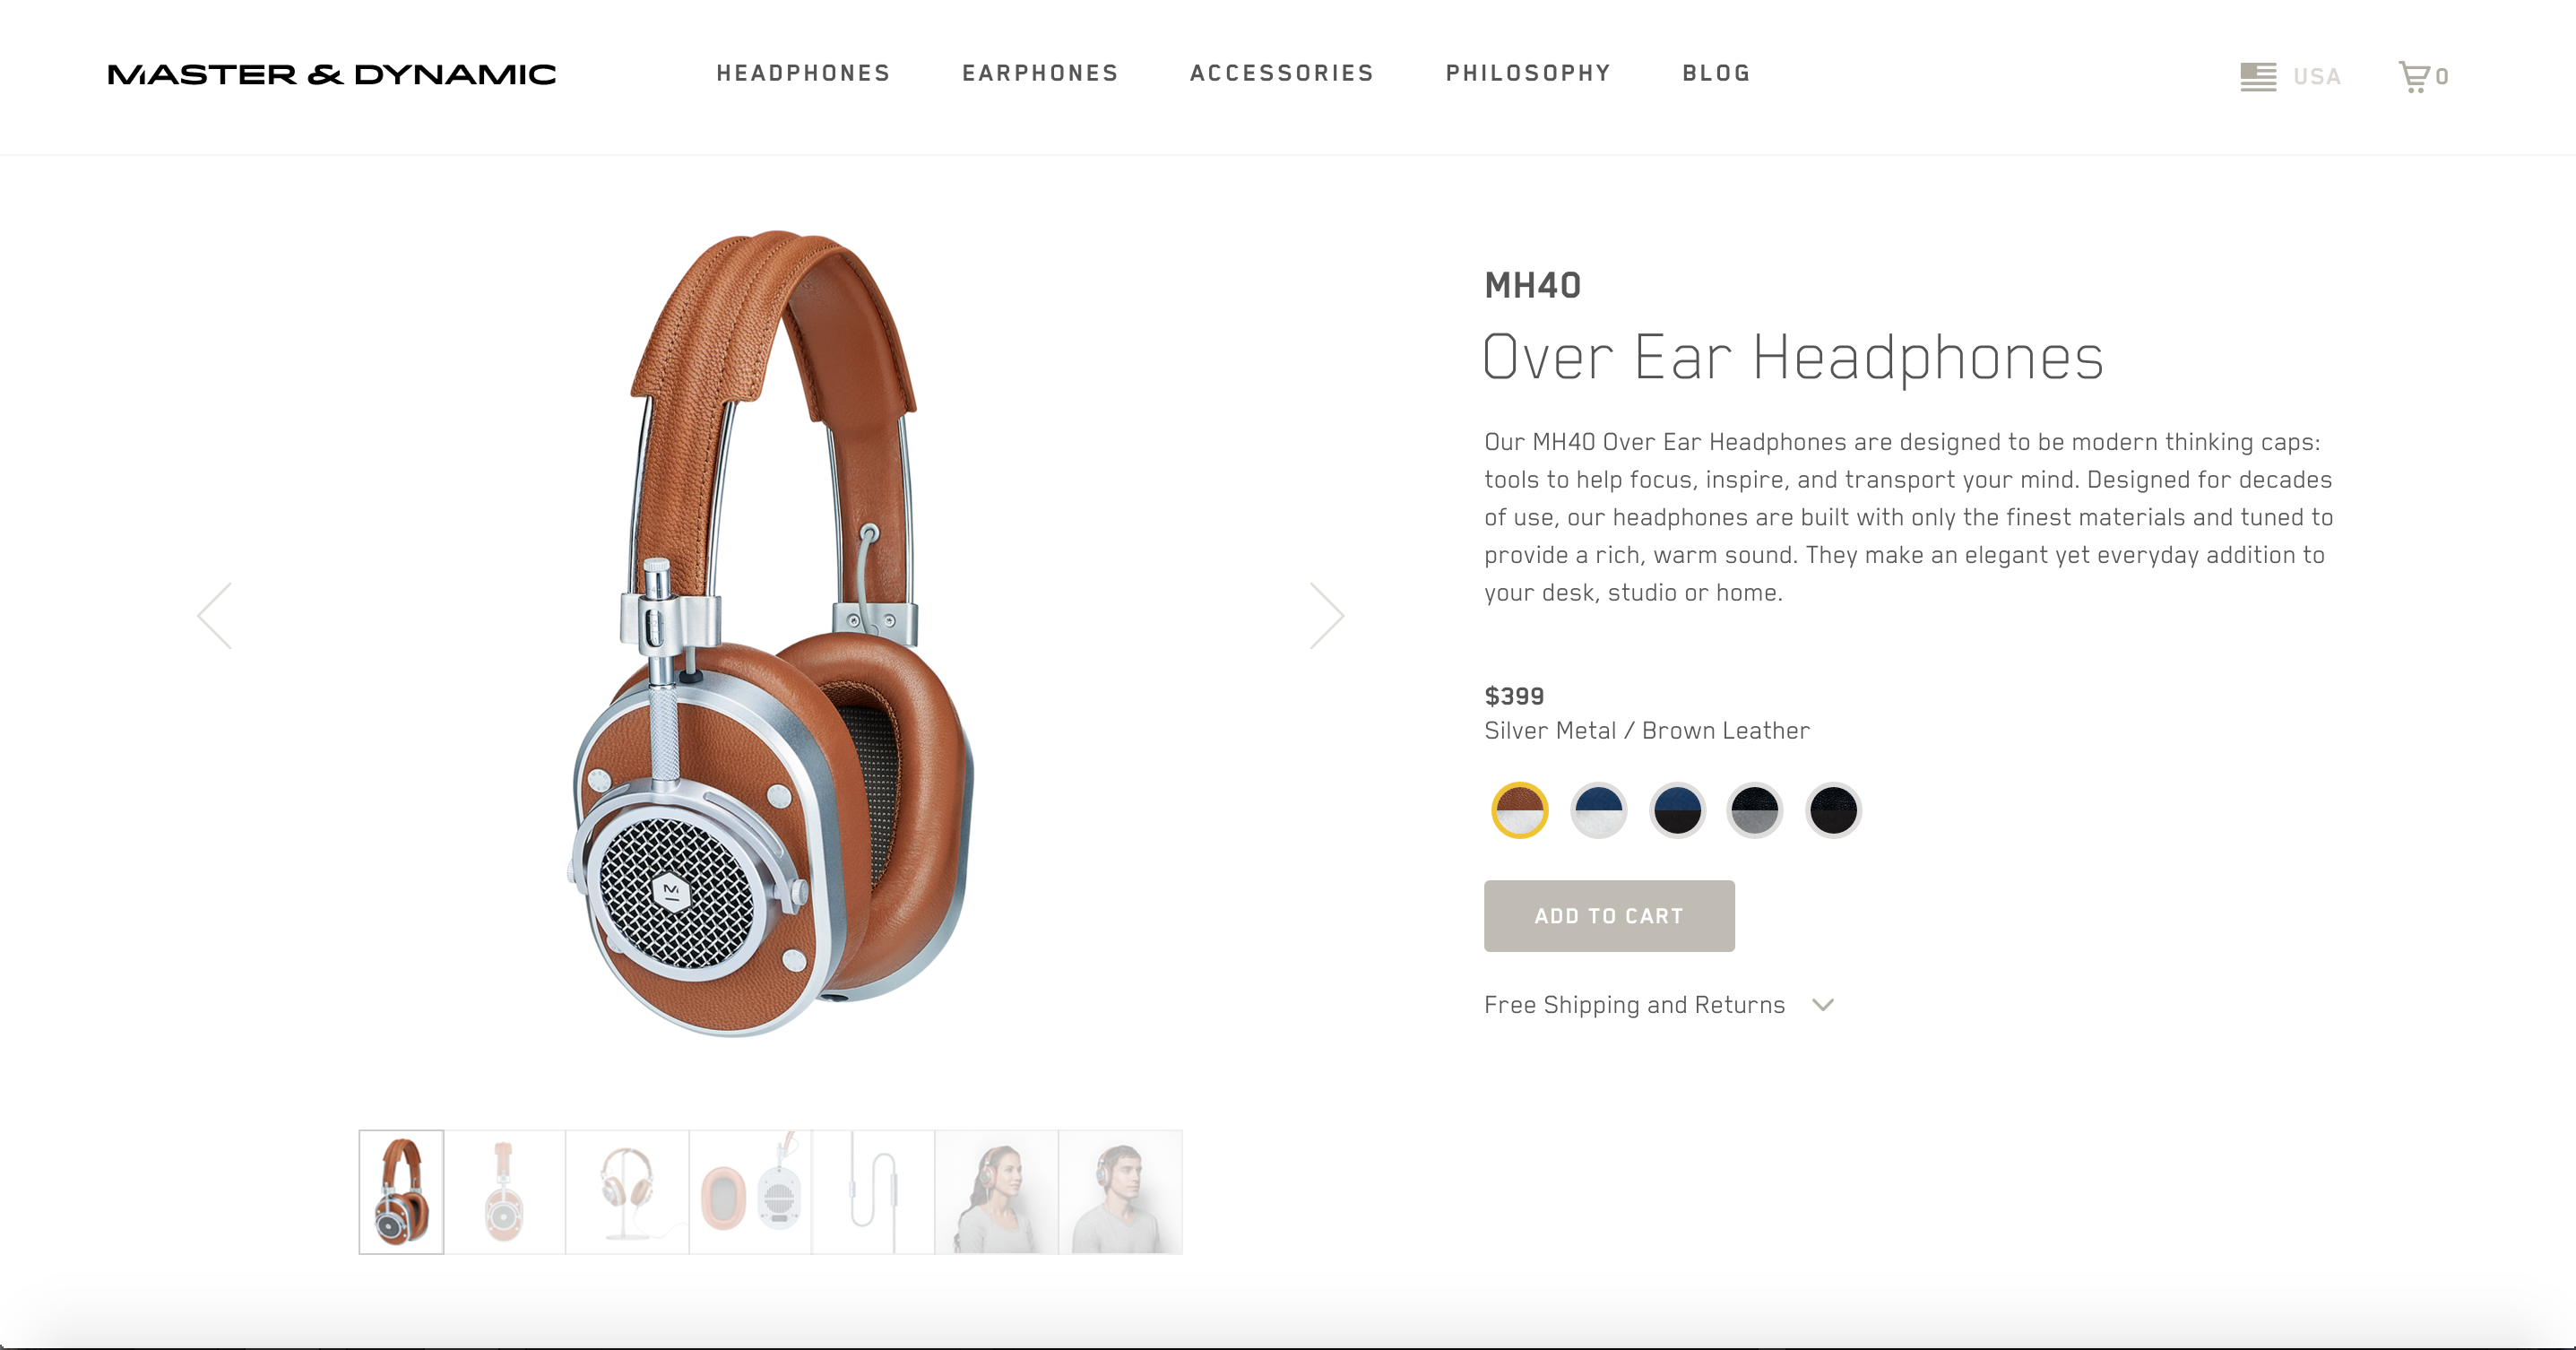 MASTER & DYNAMIC
HEADPHONES
EARPHONES
ACCESSORIES
PHILOSOPHY
BLOG
USA
0
MH40
Over Ear Headphones
Our MH40 Over Ear Headphones are designed to be modern thinking caps:
tools to help focus, inspire, and transport your mind. Designed for decades
of use, our headphones are built with only the finest materials and tuned to
provide a rich, warm sound. They make an elegant yet everyday addition to
your desk, studio or home.
$399
Silver Metal / Brown Leather
ADD TO CART
Free Shipping and Returns
M